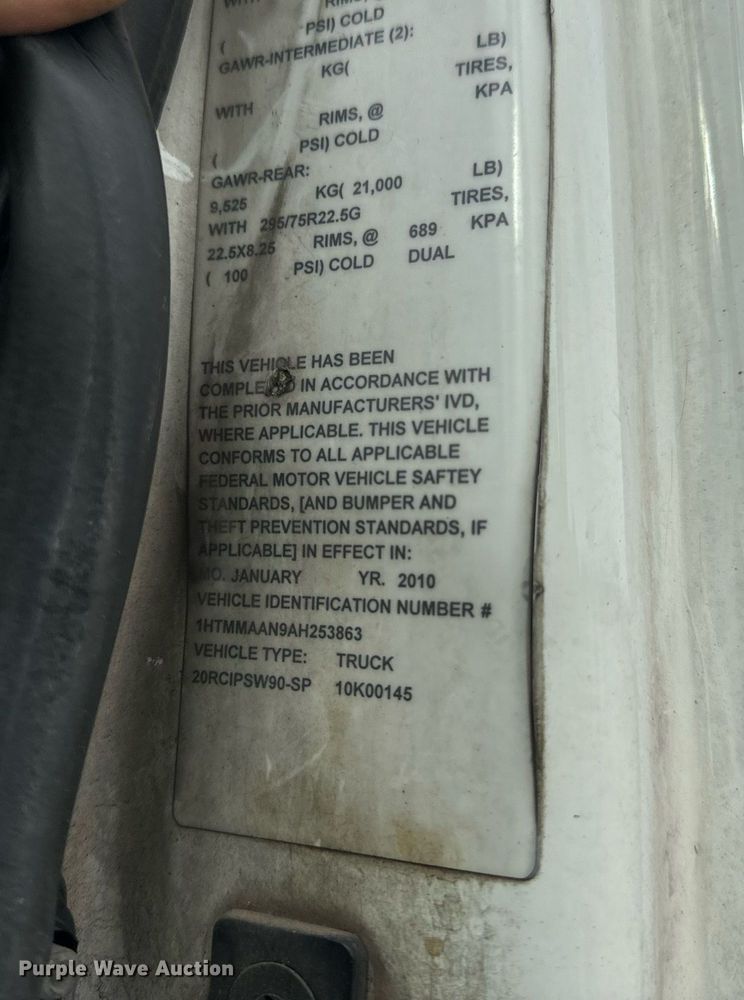 WITH RIMS, @
( PSI) COLD
GAWR-INTERMEDIATE (2):
KG( LB)
WITH TIRES,
RIMS, @ KPA
( PSI) COLD
GAWR-REAR:
9,525 KG( 21,000 LB)
WITH 295/75R22.5G TIRES,
22.5X8.25 RIMS, @ 689 KPA
( 100 PSI) COLD DUAL
THIS VEHICLE HAS BEEN
IN ACCORDANCE WITH
THE PRIOR MANUFACTURERS' IVD,
WHERE APPLICABLE. THIS VEHICLE
CONFORMS TO ALL APPLICABLE
FEDERAL MOTOR VEHICLE SAFTEY
STANDARDS, [AND BUMPER AND
THEFT PREVENTION STANDARDS, IF
APPLICABLE] IN EFFECT IN:
MO. JANUARY YR. 2010
VEHICLE IDENTIFICATION NUMBER #
1HTMMAAN9AH253863
VEHICLE TYPE: TRUCK
20RCIPSW90-SP 10K00145
Purple Wave Auction